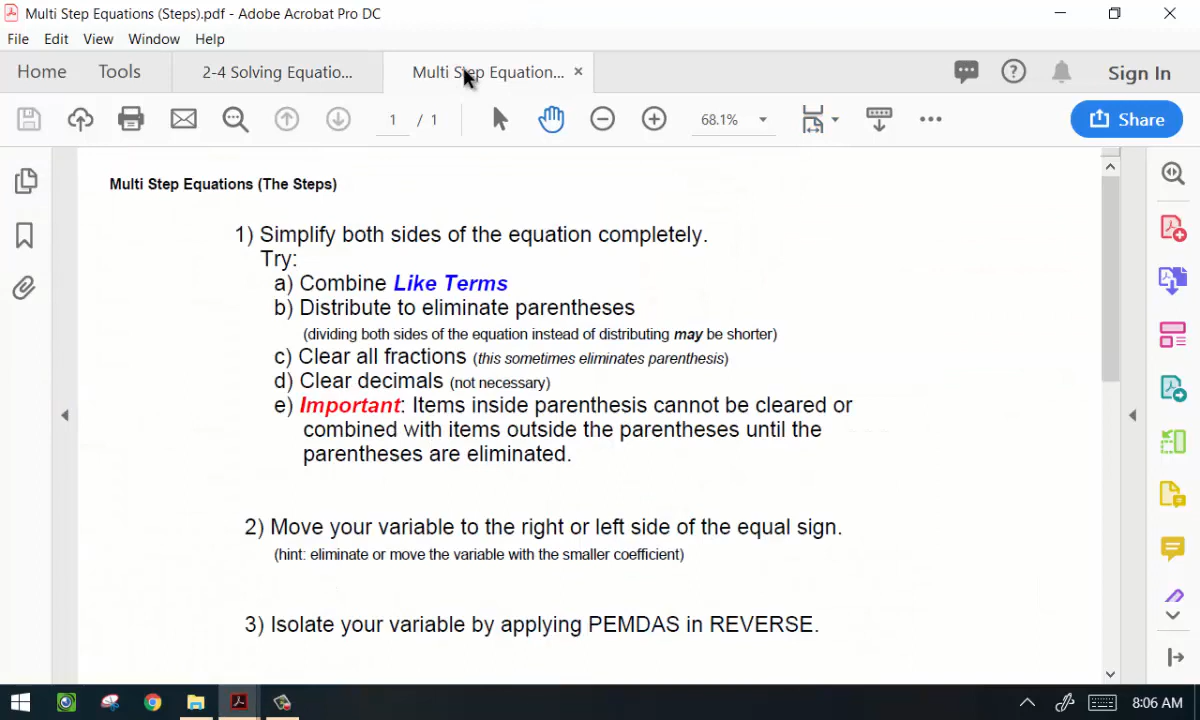 Multi Step Equations (Steps).pdf - Adobe Acrobat Pro DC
File Edit View Window Help
Home Tools 2-4 Solving Equatio... Multi Step Equation... × Sign In
1 / 1 68.1% Share
Multi Step Equations (The Steps)
1) Simplify both sides of the equation completely.
Try:
a) Combine Like Terms
b) Distribute to eliminate parentheses
(dividing both sides of the equation instead of distributing may be shorter)
c) Clear all fractions (this sometimes eliminates parenthesis)
d) Clear decimals (not necessary)
e) Important: Items inside parenthesis cannot be cleared or
combined with items outside the parentheses until the
parentheses are eliminated.
2) Move your variable to the right or left side of the equal sign.
(hint: eliminate or move the variable with the smaller coefficient)
3) Isolate your variable by applying PEMDAS in REVERSE.
8:06 AM